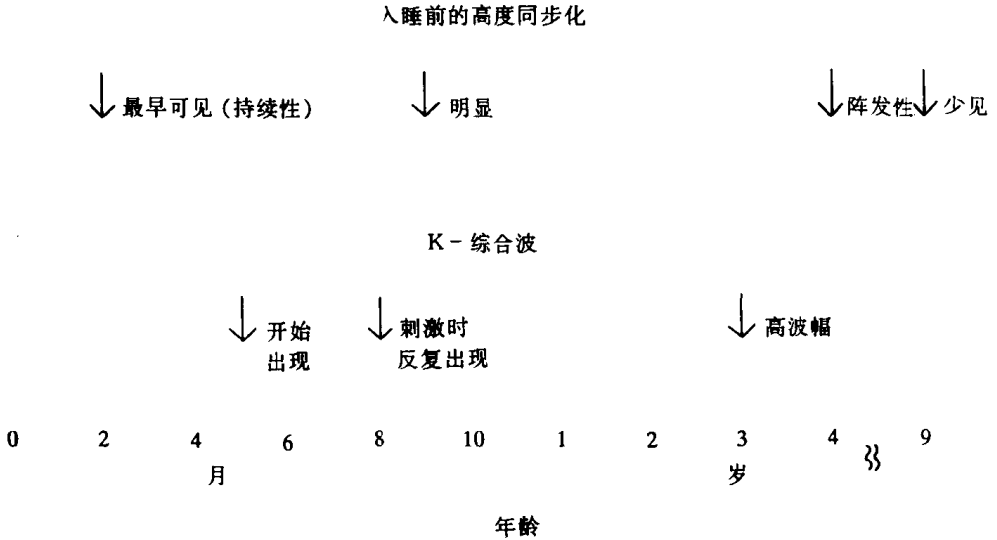 入睡前的高度同步化
最早可见(持续性) 明显 阵发性 少见
K-综合波
开始 刺激时 高波幅
出现 反复出现
0 2 4 6 8 10 1 2 3 4 9
月 岁
年龄